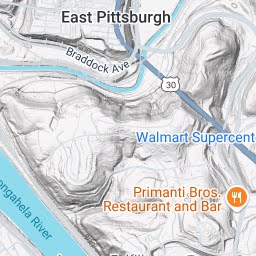 East Pittsburgh
Braddock Ave
30
Walmart Supercent
Primanti Bros.
Restaurant and Bar
ongahela River